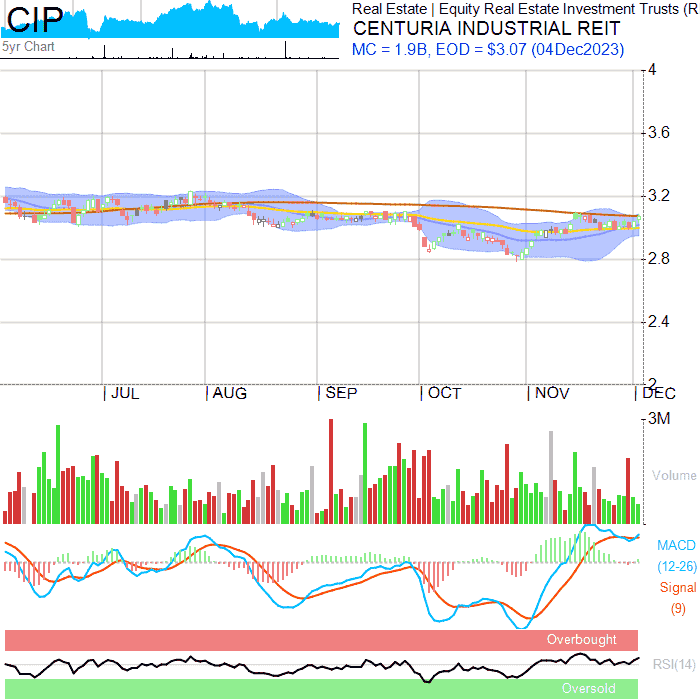 CIP
Real Estate | Equity Real Estate Investment Trusts (R
CENTURIA INDUSTRIAL REIT
5yr Chart
MC = 1.9B, EOD = $3.07 (04Dec2023)
4
3.6
3.2
2.8
2.4
2
JUL AUG SEP OCT NOV DEC
3M
Volume
MACD
(12-26)
Signal
(9)
Overbought
RSI(14)
Oversold